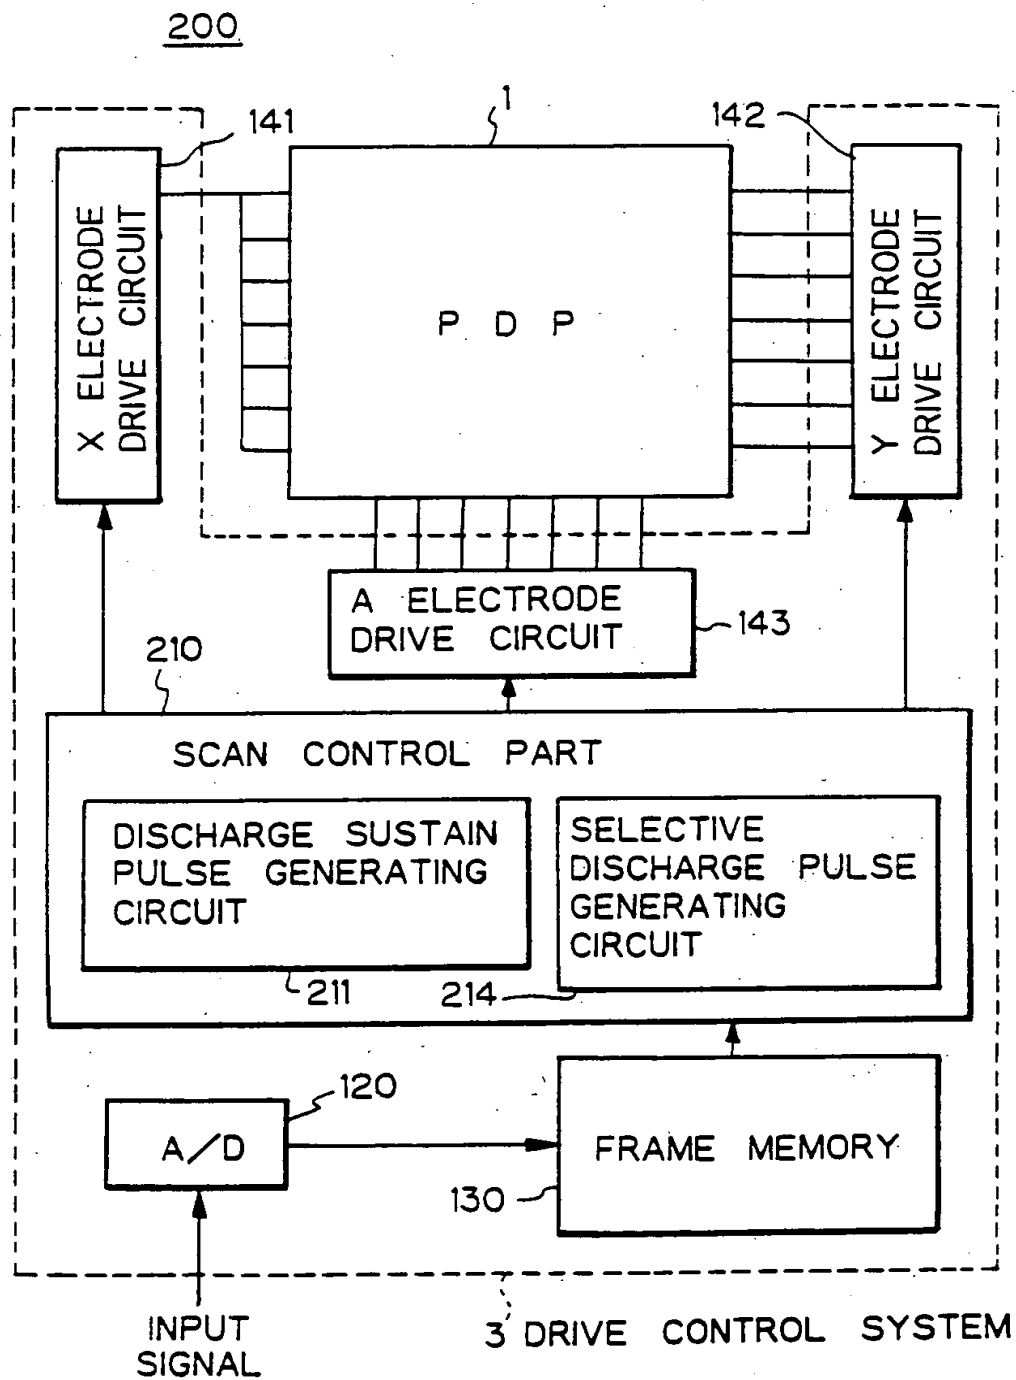 200
1
141
142
X ELECTRODE
DRIVE CIRCUIT
P D P
Y ELECTRODE
DRIVE CIRCUIT
A ELECTRODE
DRIVE CIRCUIT
143
210
SCAN CONTROL PART
DISCHARGE SUSTAIN
PULSE GENERATING
CIRCUIT
211
SELECTIVE
DISCHARGE PULSE
GENERATING
CIRCUIT
214
120
A/D
FRAME MEMORY
130
INPUT
SIGNAL
3 DRIVE CONTROL SYSTEM